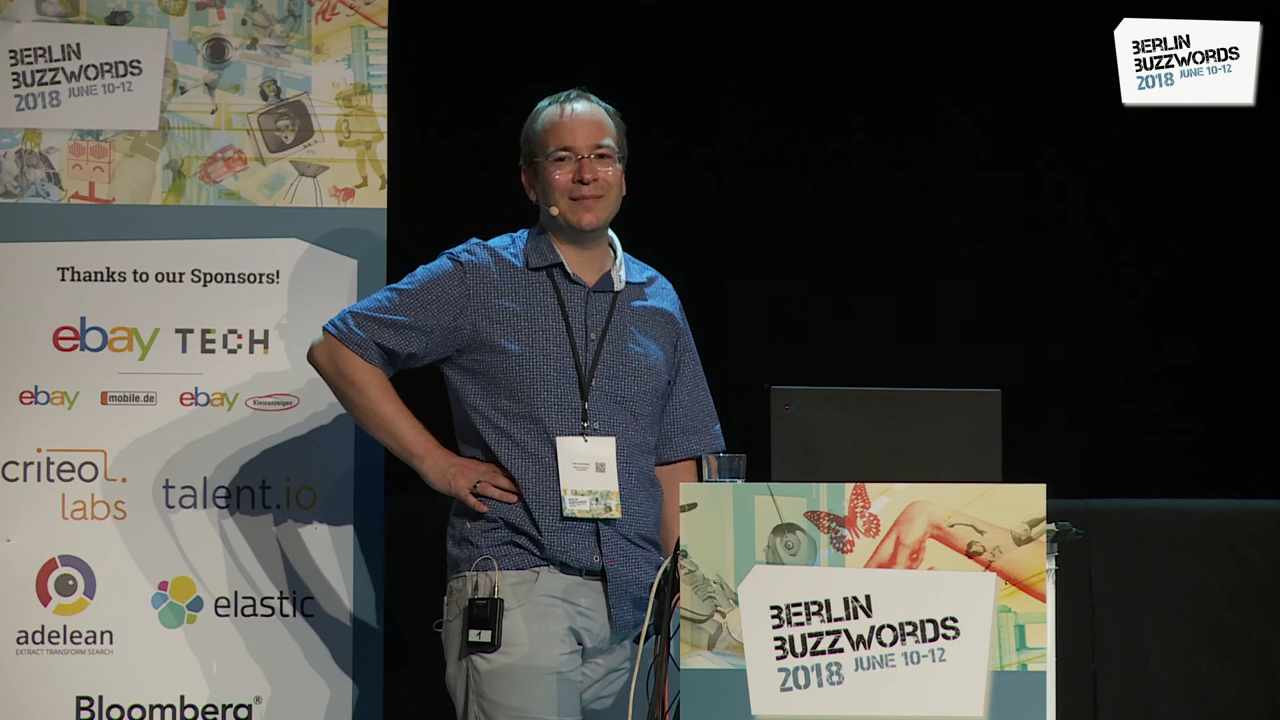 BERLIN
BUZZWORDS
2018 JUNE 10-12
BERLIN
BUZZWORDS
2018 JUNE 10-12
Thanks to our Sponsors!
ebay TECH
ebay mobile.de ebay Kleinanzeigen
criteol.
labs
talent.io
adelean
EXTRACT TRANSFORM SEARCH
elastic
Bloomberg®
1
BERLIN
BUZZWORDS
2018 JUNE 10-12